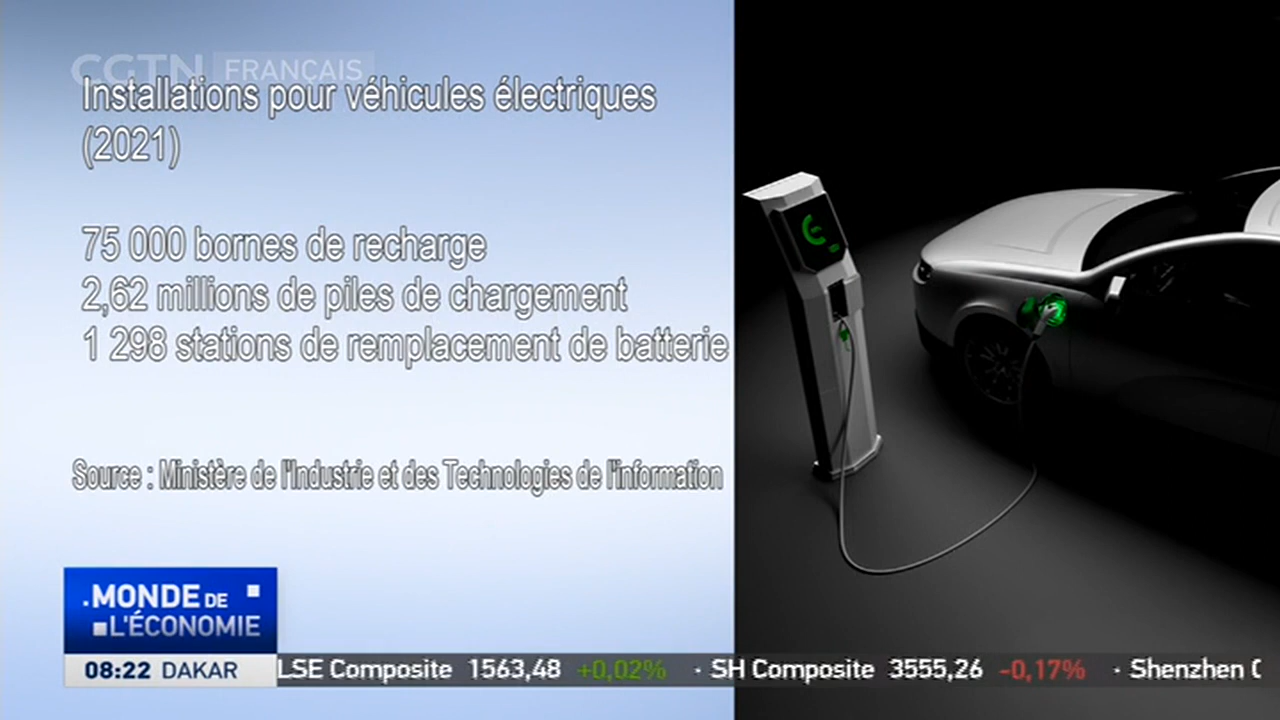 CGTN FRANÇAIS
Installations pour véhicules électriques
(2021)
75 000 bornes de recharge
2,62 millions de piles de chargement
1 298 stations de remplacement de batterie
Source : Ministère de l'Industrie et des Technologies de l'information
MONDE DE
L'ÉCONOMIE
08:22 DAKAR
LSE Composite 1563,48 +0,02% · SH Composite 3555,26 -0,17% · Shenzhen